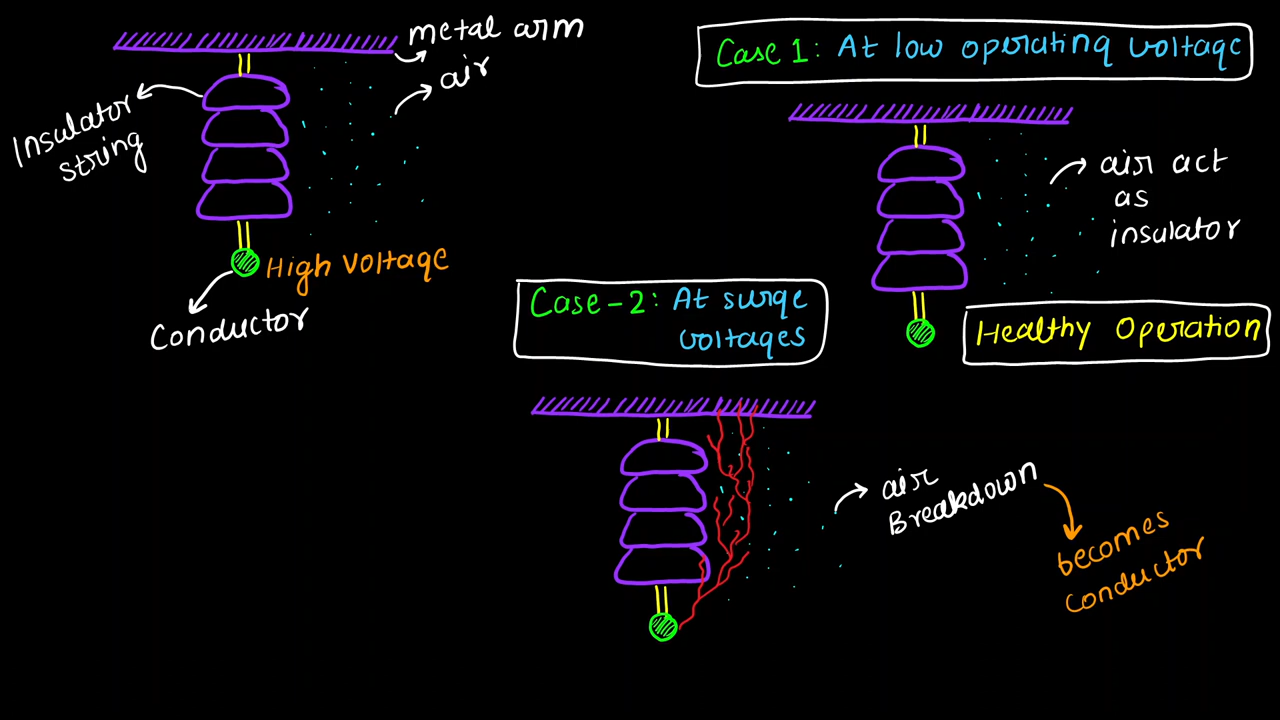 metal arm
air
Insulator
string
High Voltage
Conductor
Case 1: At low operating voltage
air act
as
insulator
Healthy Operation
Case-2: At surge
voltages
air
Breakdown
becomes
conductor